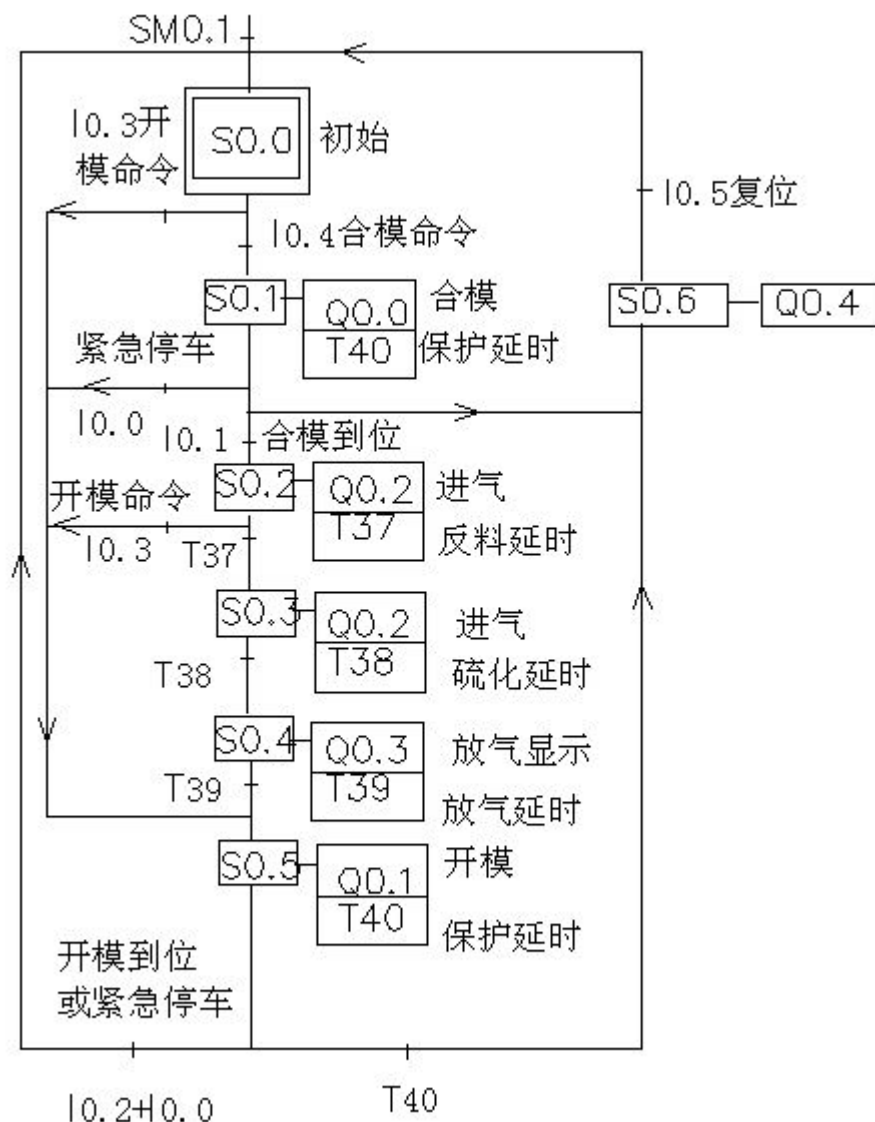 SM0.1
I0.3开
模命令
S0.0
初始
I0.5复位
I0.4合模命令
S0.1
Q0.0
合模
T40
保护延时
S0.6
Q0.4
紧急停车
I0.0
I0.1
合模到位
S0.2
Q0.2
进气
T37
反料延时
开模命令
I0.3
T37
S0.3
Q0.2
进气
T38
硫化延时
T38
S0.4
Q0.3
放气显示
T39
放气延时
T39
S0.5
Q0.1
开模
T40
保护延时
开模到位
或紧急停车
I0.2+I0.0
T40